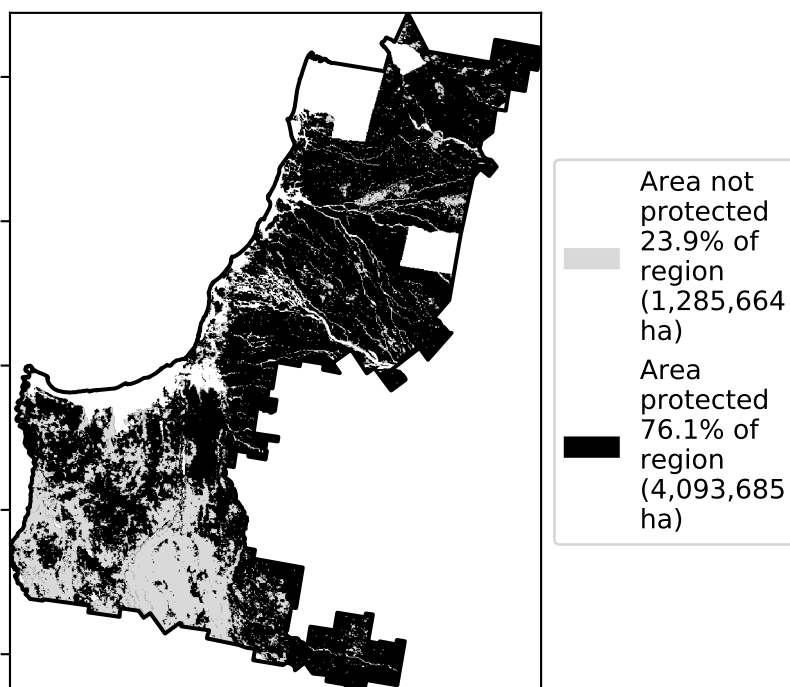 Area not
protected
23.9% of
region
(1,285,664
ha)
Area
protected
76.1% of
region
(4,093,685
ha)